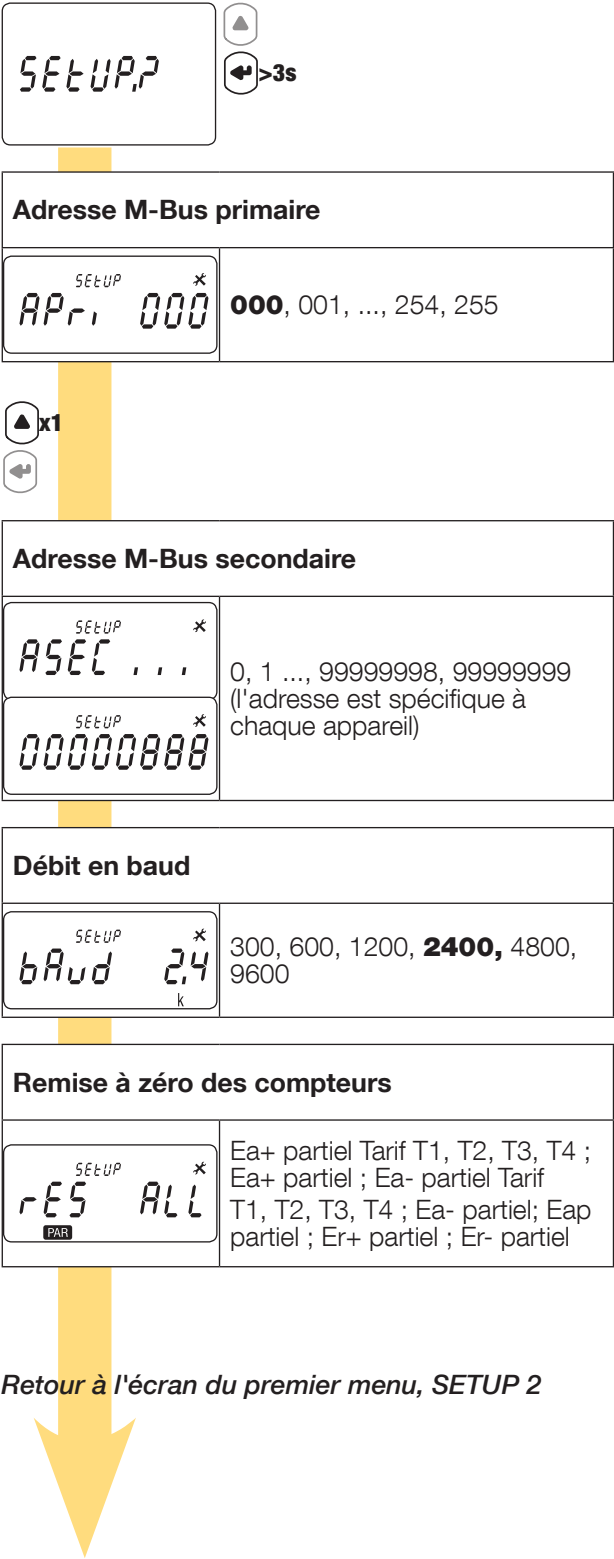 SEtUP.?
>3s
Adresse M-Bus primaire
SEtUP
APri 000
000, 001, ..., 254, 255
x1
Adresse M-Bus secondaire
SEtUP
ASEC ...
SEtUP
00000888
0, 1 ..., 99999998, 99999999
(l'adresse est spécifique à
chaque appareil)
Débit en baud
SEtUP
bAud 2,4
k
300, 600, 1200, 2400, 4800,
9600
Remise à zéro des compteurs
SEtUP
rES ALL
PAR
Ea+ partiel Tarif T1, T2, T3, T4 ;
Ea+ partiel ; Ea- partiel Tarif
T1, T2, T3, T4 ; Ea- partiel; Eap
partiel ; Er+ partiel ; Er- partiel
Retour à l'écran du premier menu, SETUP 2